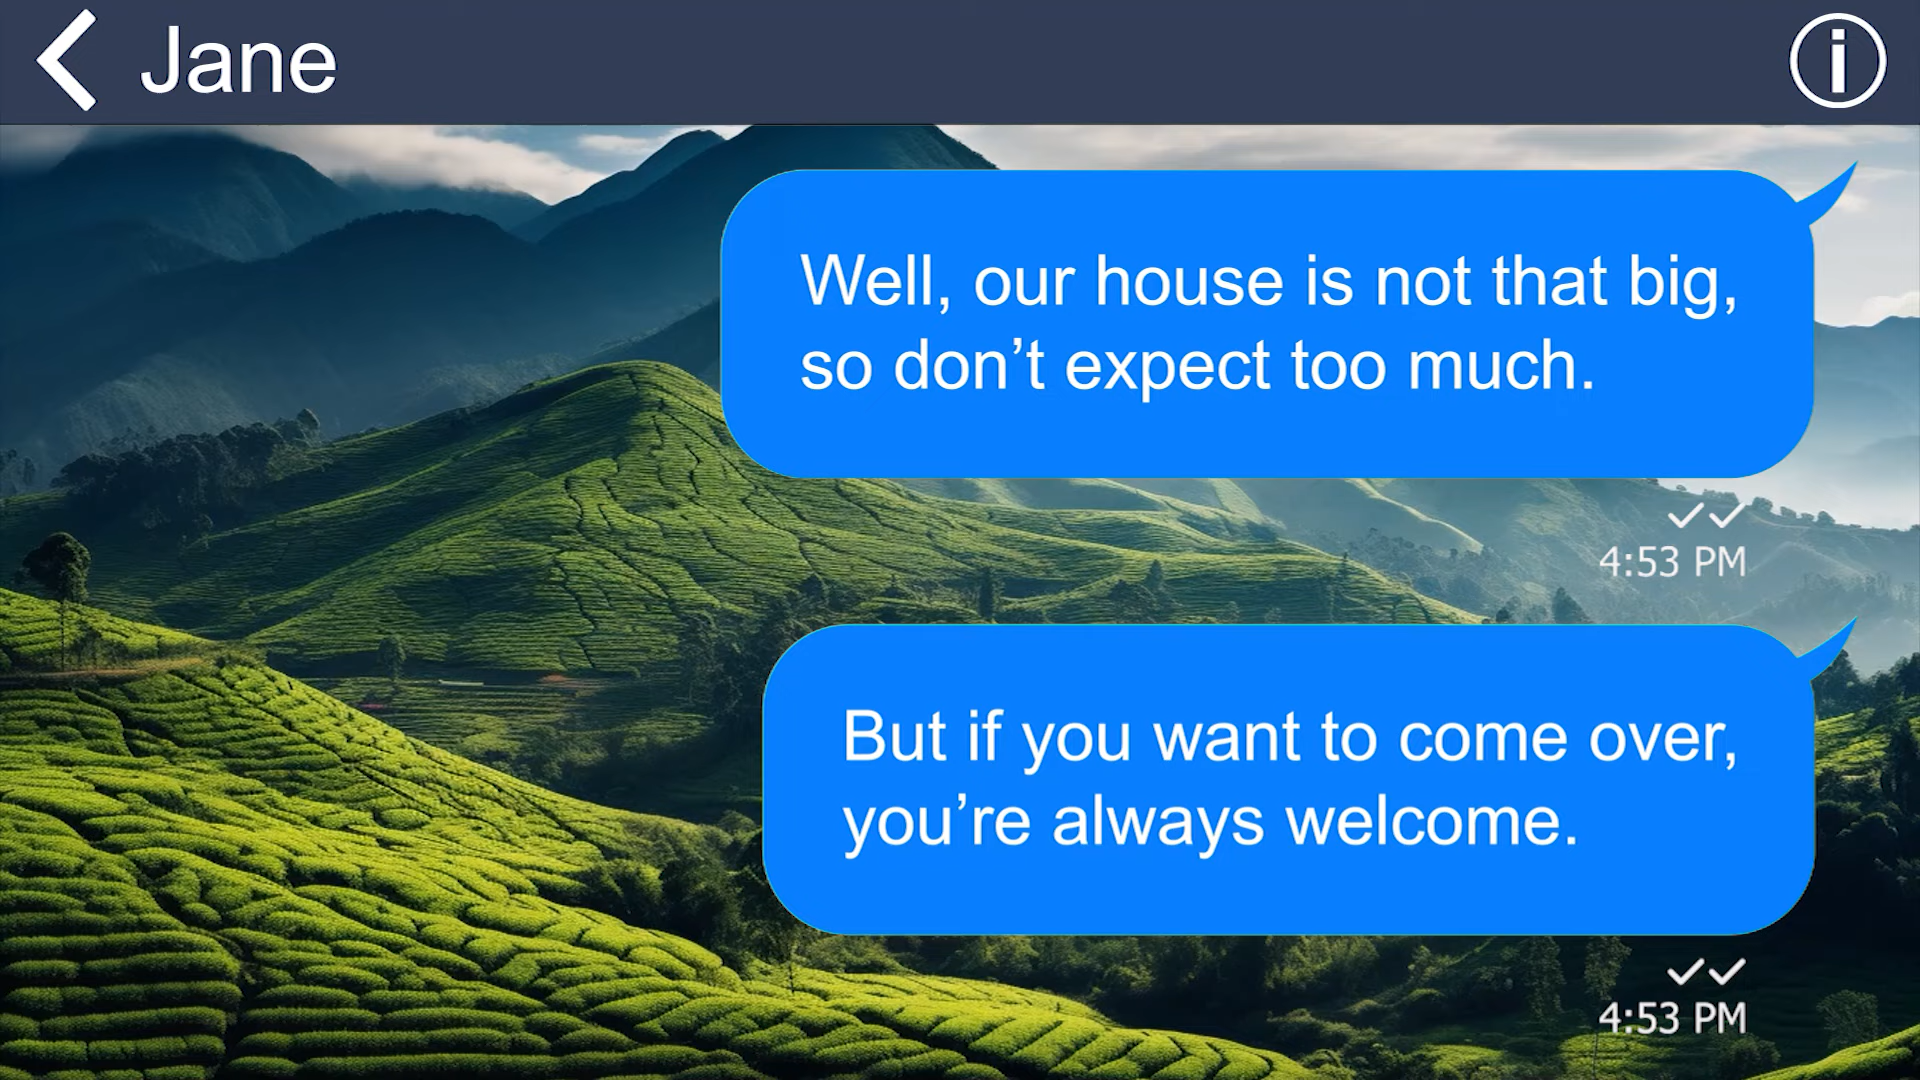 Jane
Well, our house is not that big,
so don’t expect too much.
4:53 PM
But if you want to come over,
you’re always welcome.
4:53 PM